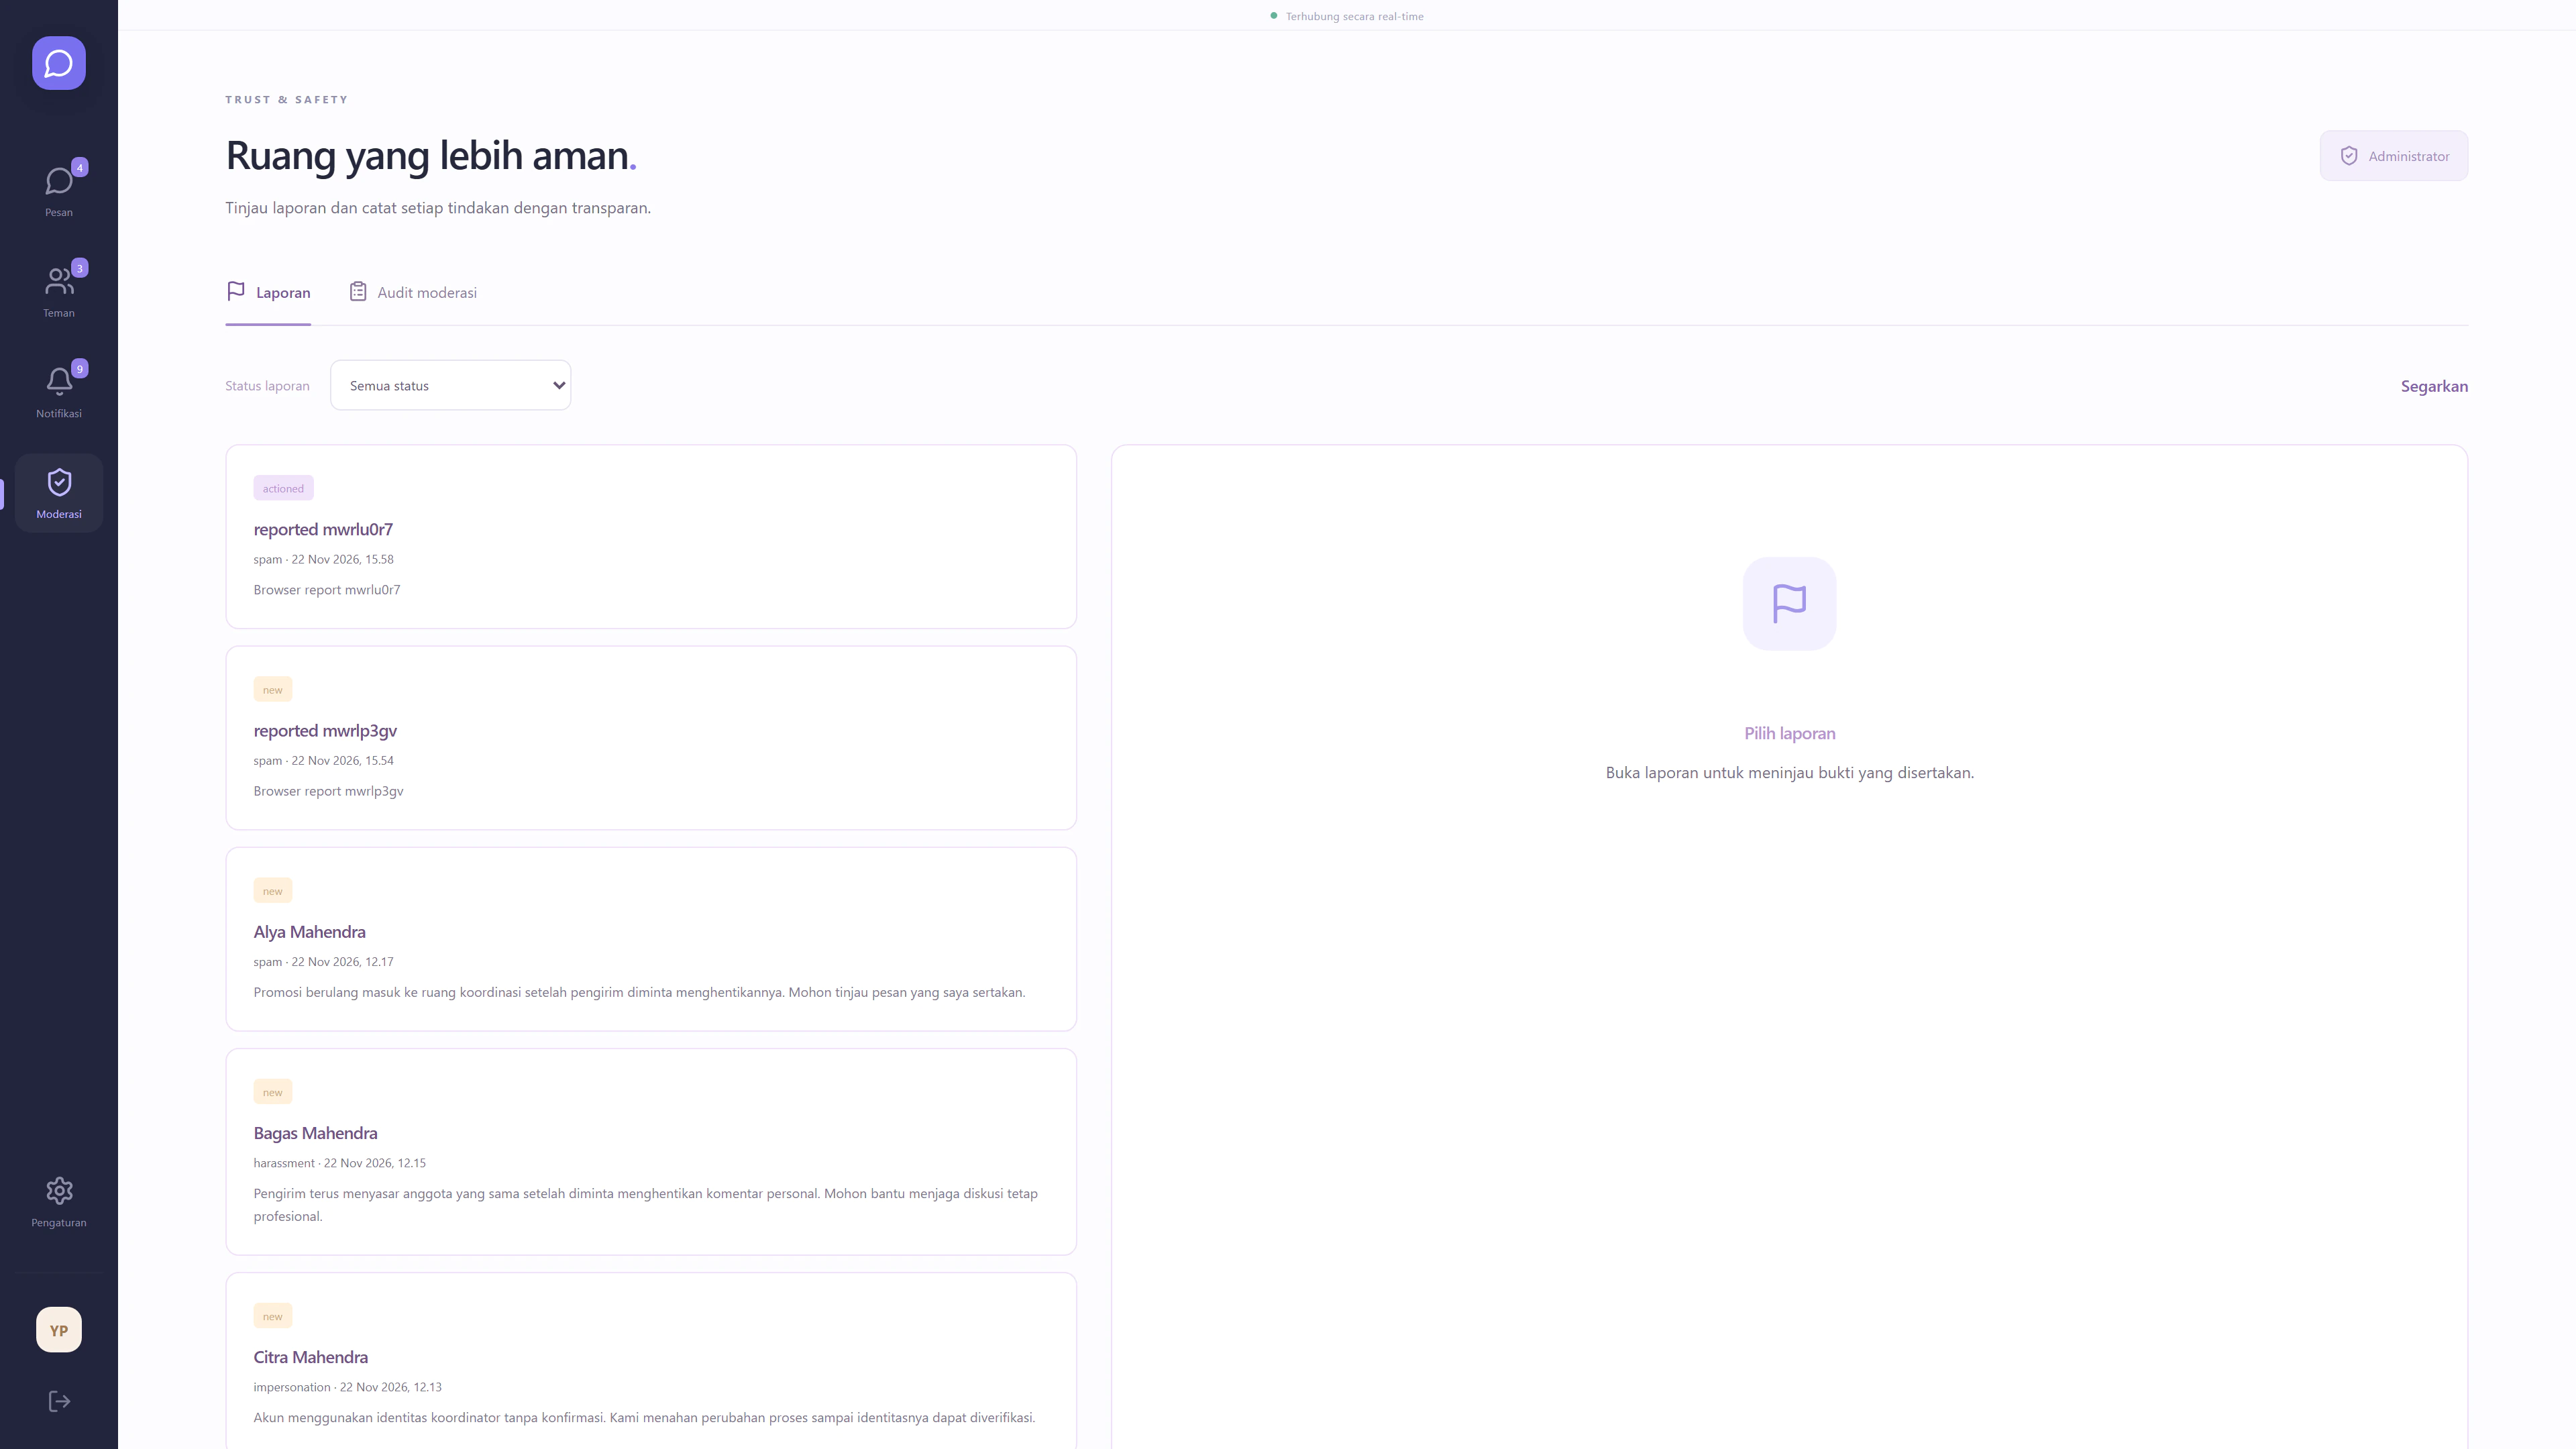 Terhubung secara real-time
4
Pesan
3
Teman
9
Notifikasi
Moderasi
Pengaturan
YP
TRUST & SAFETY
Ruang yang lebih aman.
Tinjau laporan dan catat setiap tindakan dengan transparan.
Administrator
Laporan
Audit moderasi
Status laporan
Semua status
Segarkan
actioned
reported mwrlu0r7
spam · 22 Nov 2026, 15.58
Browser report mwrlu0r7
new
reported mwrlp3gv
spam · 22 Nov 2026, 15.54
Browser report mwrlp3gv
new
Alya Mahendra
spam · 22 Nov 2026, 12.17
Promosi berulang masuk ke ruang koordinasi setelah pengirim diminta menghentikannya. Mohon tinjau pesan yang saya sertakan.
new
Bagas Mahendra
harassment · 22 Nov 2026, 12.15
Pengirim terus menyasar anggota yang sama setelah diminta menghentikan komentar personal. Mohon bantu menjaga diskusi tetap
profesional.
new
Citra Mahendra
impersonation · 22 Nov 2026, 12.13
Akun menggunakan identitas koordinator tanpa konfirmasi. Kami menahan perubahan proses sampai identitasnya dapat diverifikasi.
Pilih laporan
Buka laporan untuk meninjau bukti yang disertakan.